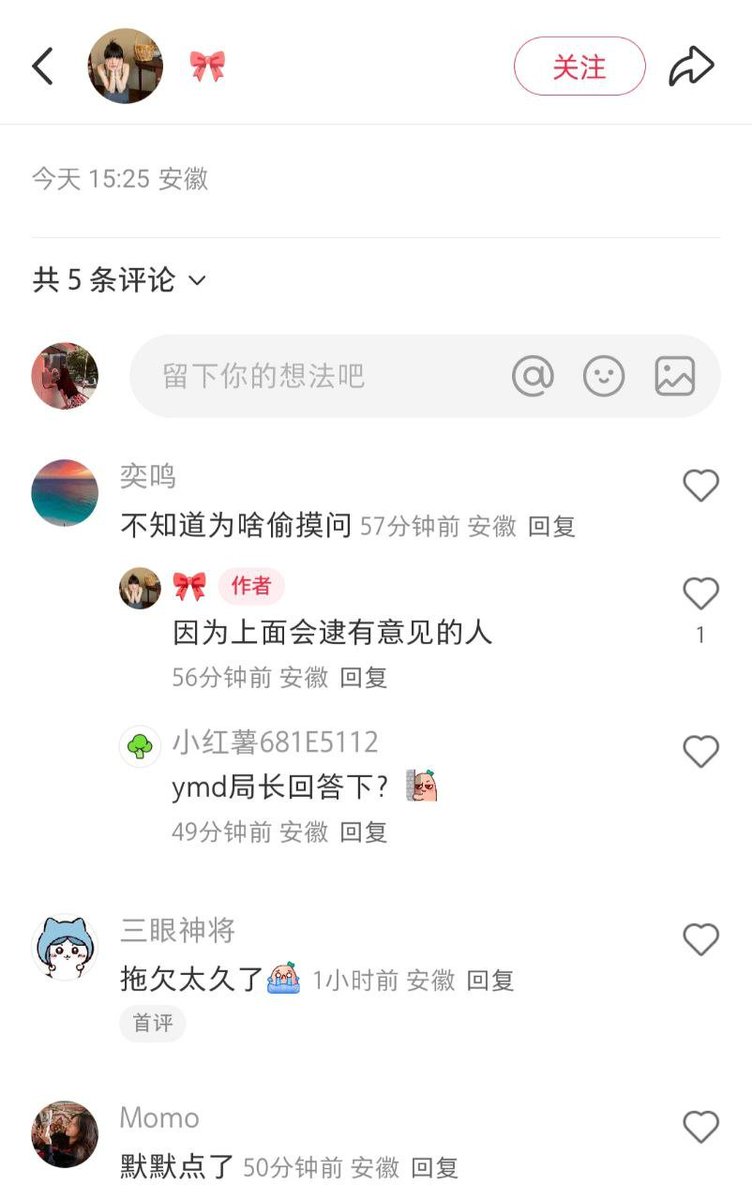 关注
今天 15:25 安徽
共 5 条评论
留下你的想法吧
奕鸣
不知道为啥偷摸问 57分钟前 安徽 回复
作者
因为上面会逮有意见的人
1
56分钟前 安徽 回复
小红薯681E5112
ymd局长回答下？
49分钟前 安徽 回复
三眼神将
拖欠太久了 1小时前 安徽 回复
首评
Momo
默默点了 50分钟前 安徽 回复